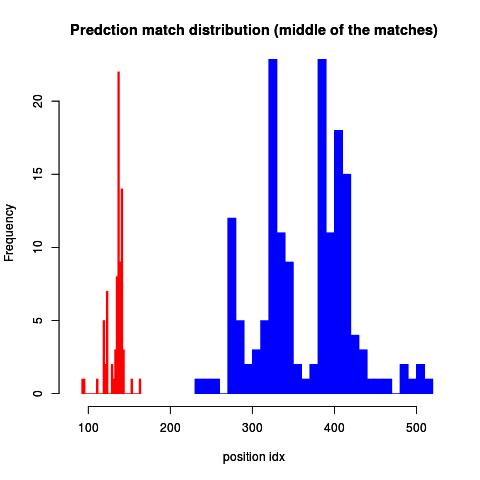 Predction match distribution (middle of the matches)
20
15
10
5
0
Frequency
100 200 300 400 500
position idx